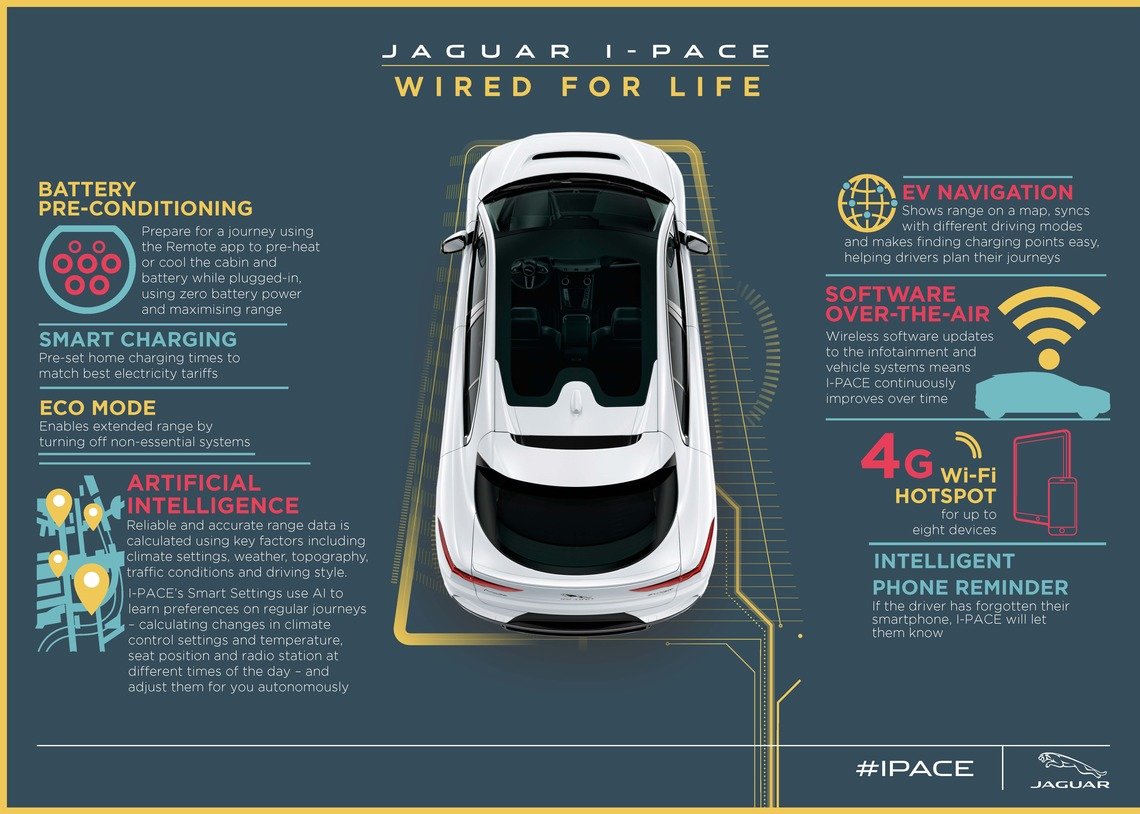 JAGUAR I-PACE
WIRED FOR LIFE
BATTERY
PRE-CONDITIONING
Prepare for a journey using
the Remote app to pre-heat
or cool the cabin and
battery while plugged-in,
using zero battery power
and maximising range
SMART CHARGING
Pre-set home charging times to
match best electricity tariffs
ECO MODE
Enables extended range by
turning off non-essential systems
ARTIFICIAL
INTELLIGENCE
Reliable and accurate range data is
calculated using key factors including
climate settings, weather, topography,
traffic conditions and driving style.
I-PACE's Smart Settings use AI to
learn preferences on regular journeys
– calculating changes in climate
control settings and temperature,
seat position and radio station at
different times of the day – and
adjust them for you autonomously
EV NAVIGATION
Shows range on a map, syncs
with different driving modes
and makes finding charging points easy,
helping drivers plan their journeys
SOFTWARE
OVER-THE-AIR
Wireless software updates
to the infotainment and
vehicle systems means
I-PACE continuously
improves over time
4G Wi-Fi
HOTSPOT
for up to
eight devices
INTELLIGENT
PHONE REMINDER
If the driver has forgotten their
smartphone, I-PACE will let
them know
#IPACE
JAGUAR